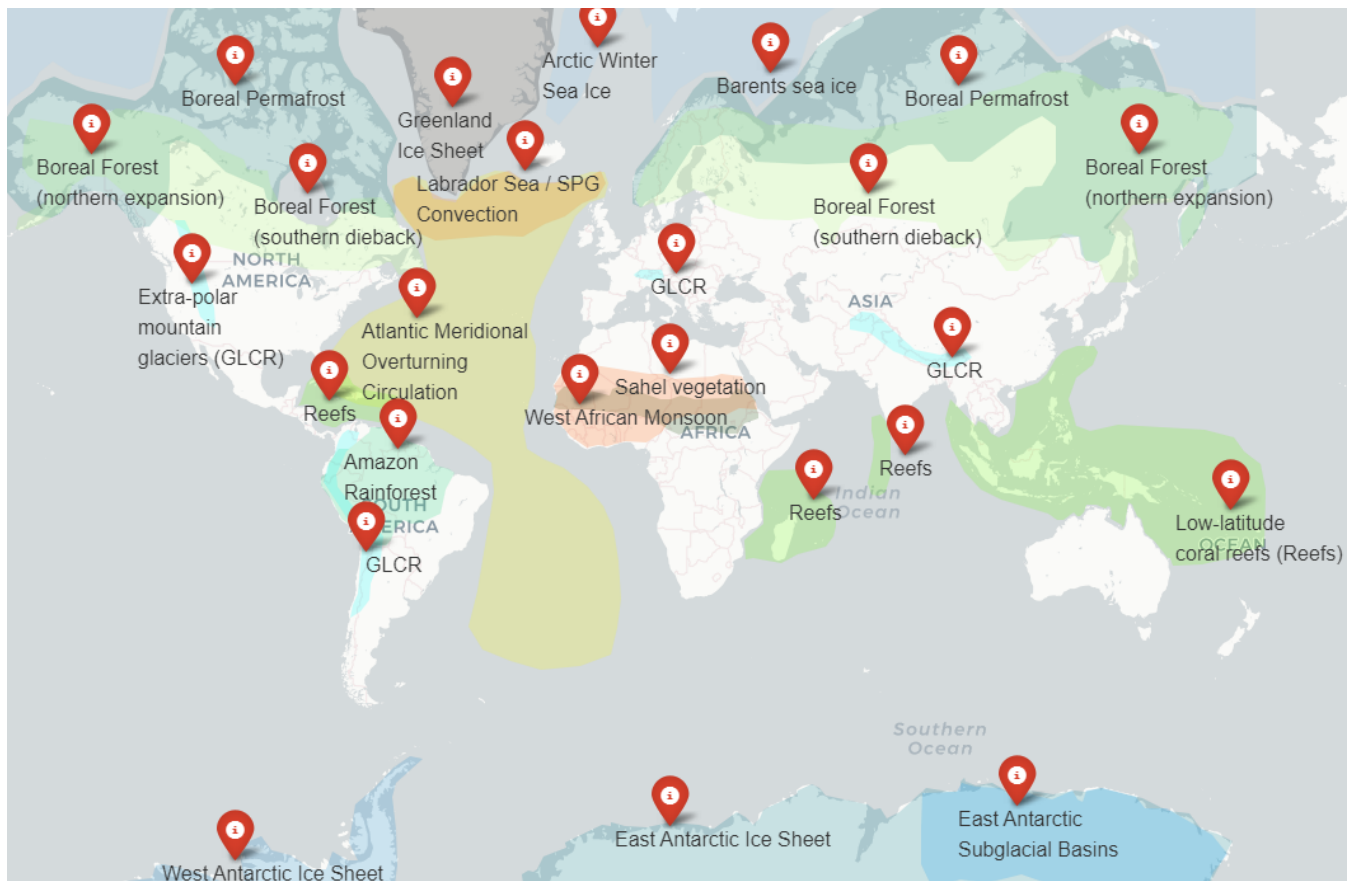 Arctic Winter
Sea Ice
Boreal Permafrost
Barents sea ice
Boreal Permafrost
Greenland
Ice Sheet
Boreal Forest
(northern expansion)
Labrador Sea / SPG
Convection
Boreal Forest
(northern expansion)
Boreal Forest
(southern dieback)
Boreal Forest
(southern dieback)
NORTH
AMERICA
Extra-polar
mountain
glaciers (GLCR)
GLCR
ASIA
Atlantic Meridional
Overturning
Circulation
GLCR
Sahel vegetation
Reefs
West African Monsoon
AFRICA
Amazon
Rainforest
Reefs
Indian
Ocean
Reefs
AMERICA
GLCR
Low-latitude
coral reefs (Reefs)
OCEAN
Southern
Ocean
East Antarctic Ice Sheet
East Antarctic
Subglacial Basins
West Antarctic Ice Sheet